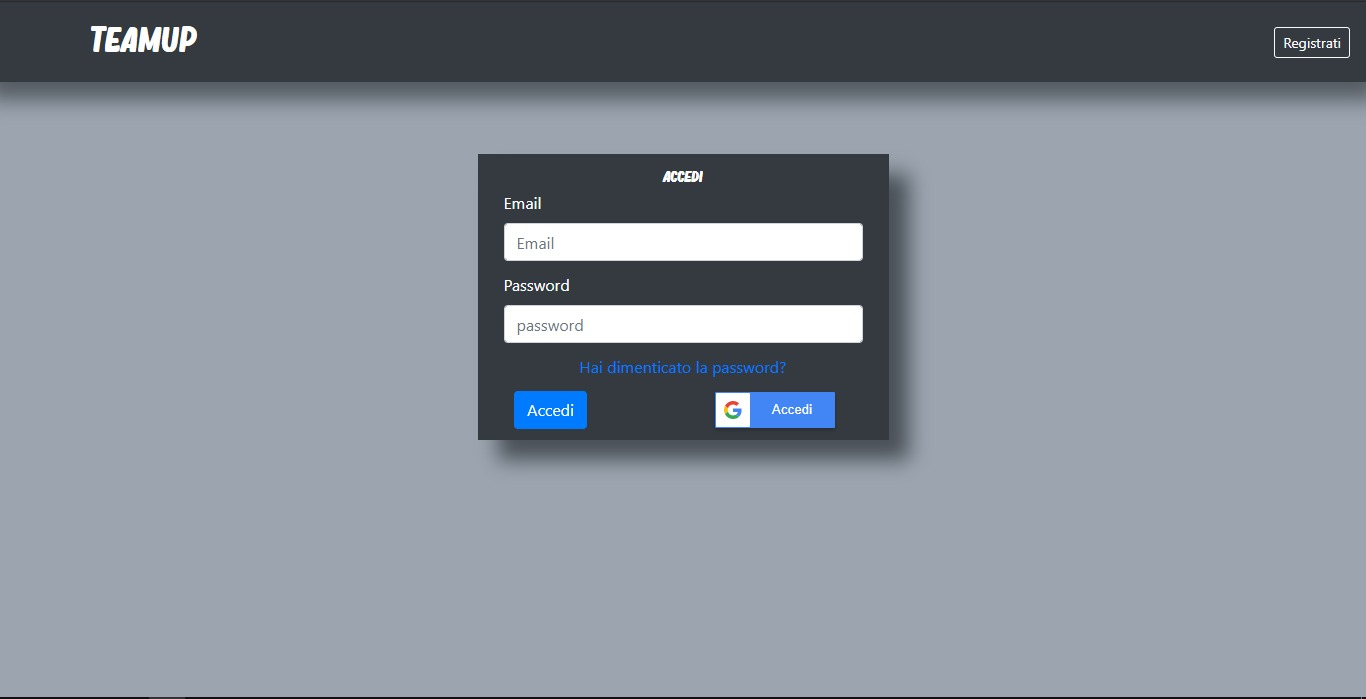 TEAMUP
Registrati
ACCEDI
Email
Email
Password
password
Hai dimenticato la password?
Accedi
Accedi